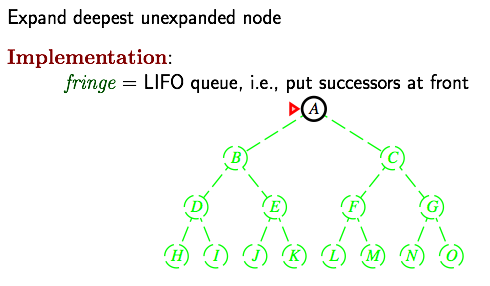 Expand deepest unexpanded node
Implementation:
fringe = LIFO queue, i.e., put successors at front
A
B C
D E F G
H I J K L M N O